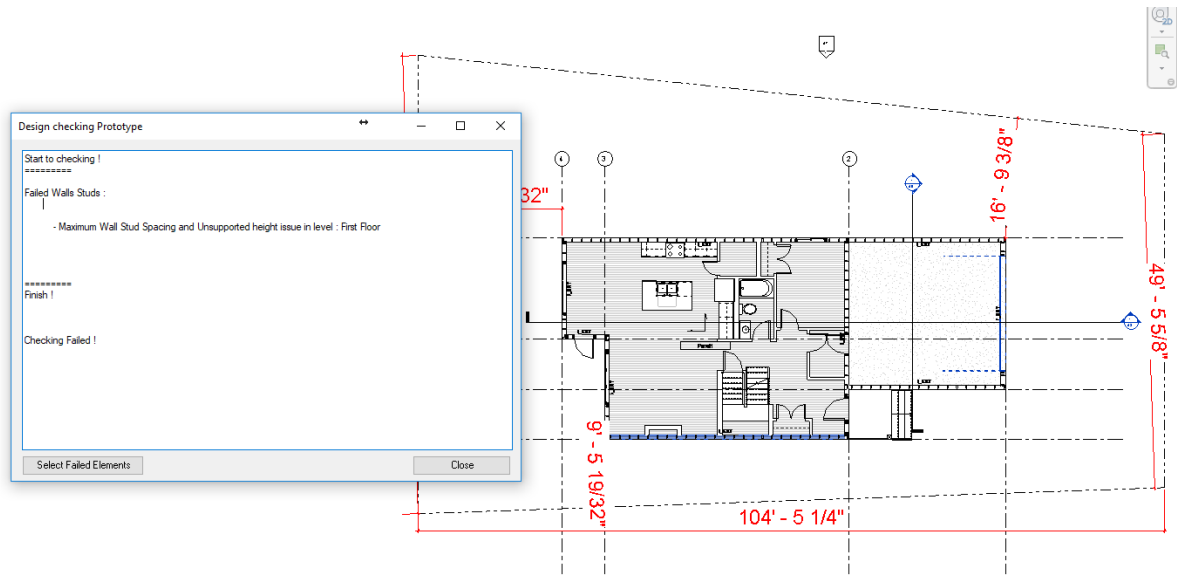 2D
Design checking Prototype
Start to checking !
=========
Failed Walls Studs :
- Maximum Wall Stud Spacing and Unsupported height issue in level : First Floor
=========
Finish !
Checking Failed !
Select Failed Elements
Close
32"
4
3
2
16' - 9 3/8"
49' - 5 5/8"
9' - 5 19/32"
104' - 5 1/4"